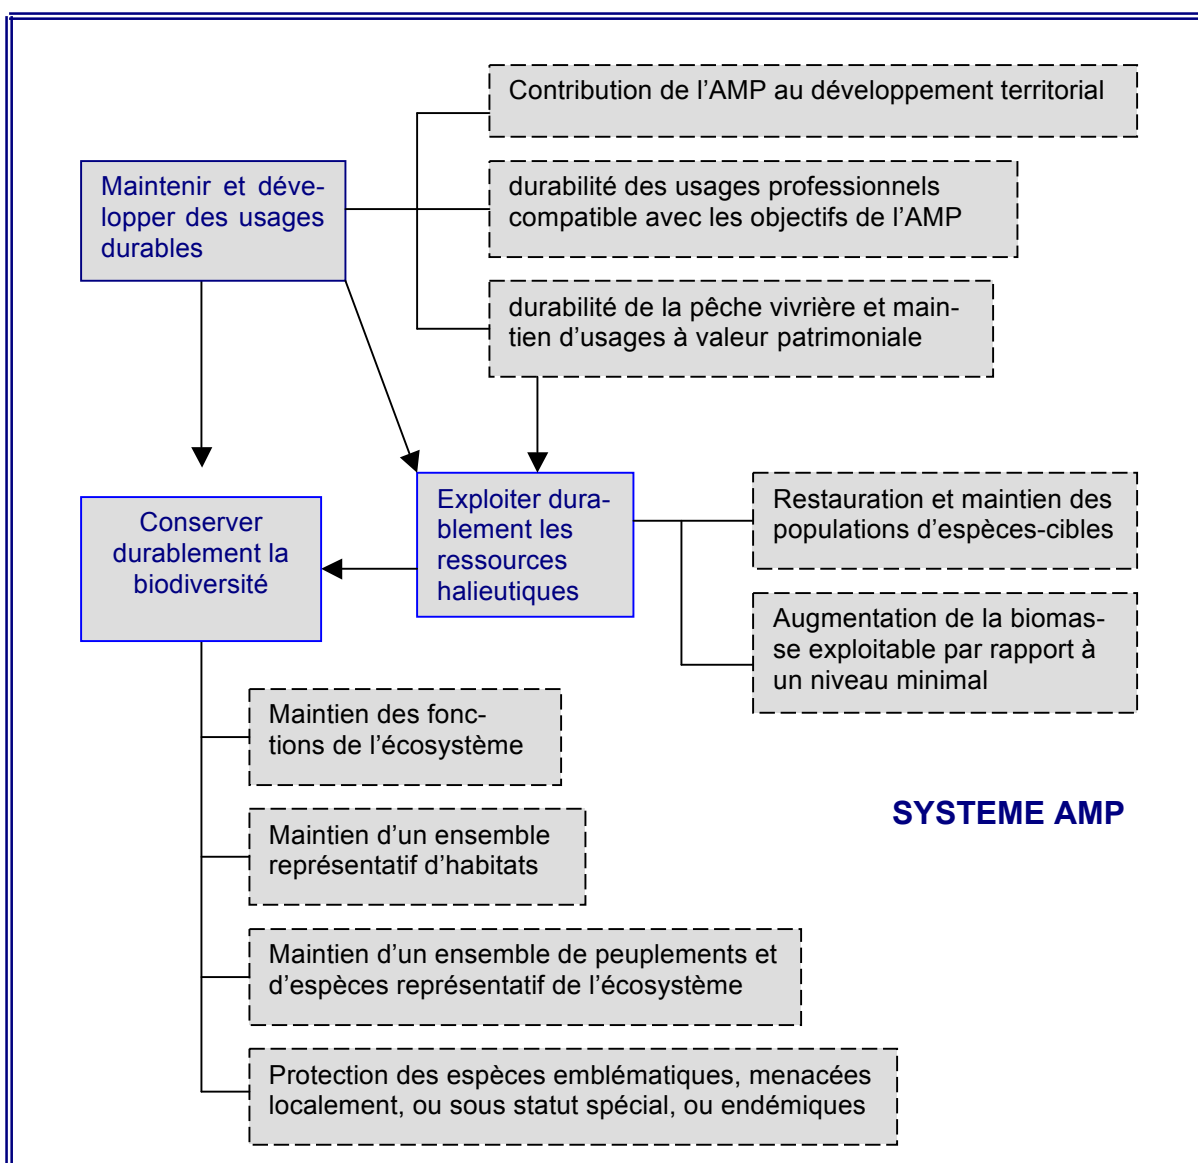 Contribution de l’AMP au développement territorial
Maintenir et déve-
lopper des usages
durables
durabilité des usages professionnels
compatible avec les objectifs de l’AMP
durabilité de la pêche vivrière et main-
tien d’usages à valeur patrimoniale
Conserver
durablement la
biodiversité
Exploiter dura-
blement les
ressources
halieutiques
Restauration et maintien des
populations d’espèces-cibles
Augmentation de la biomas-
se exploitable par rapport à
un niveau minimal
Maintien des fonc-
tions de l’écosystème
SYSTEME AMP
Maintien d’un ensemble
représentatif d’habitats
Maintien d’un ensemble de peuplements et
d’espèces représentatif de l’écosystème
Protection des espèces emblématiques, menacées
localement, ou sous statut spécial, ou endémiques